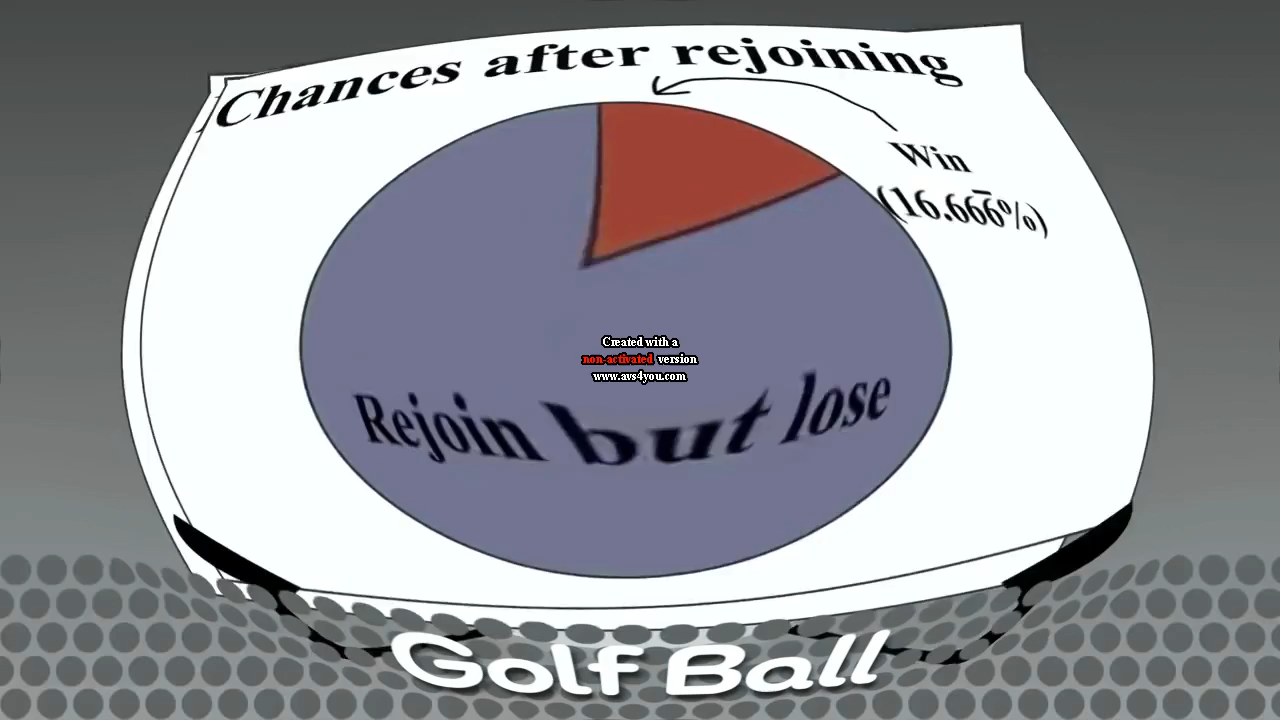 Chances after rejoining
Win
(16.666̅%)
Created with a
non-activated version
www.avs4you.com
Rejoin but lose
Golf Ball